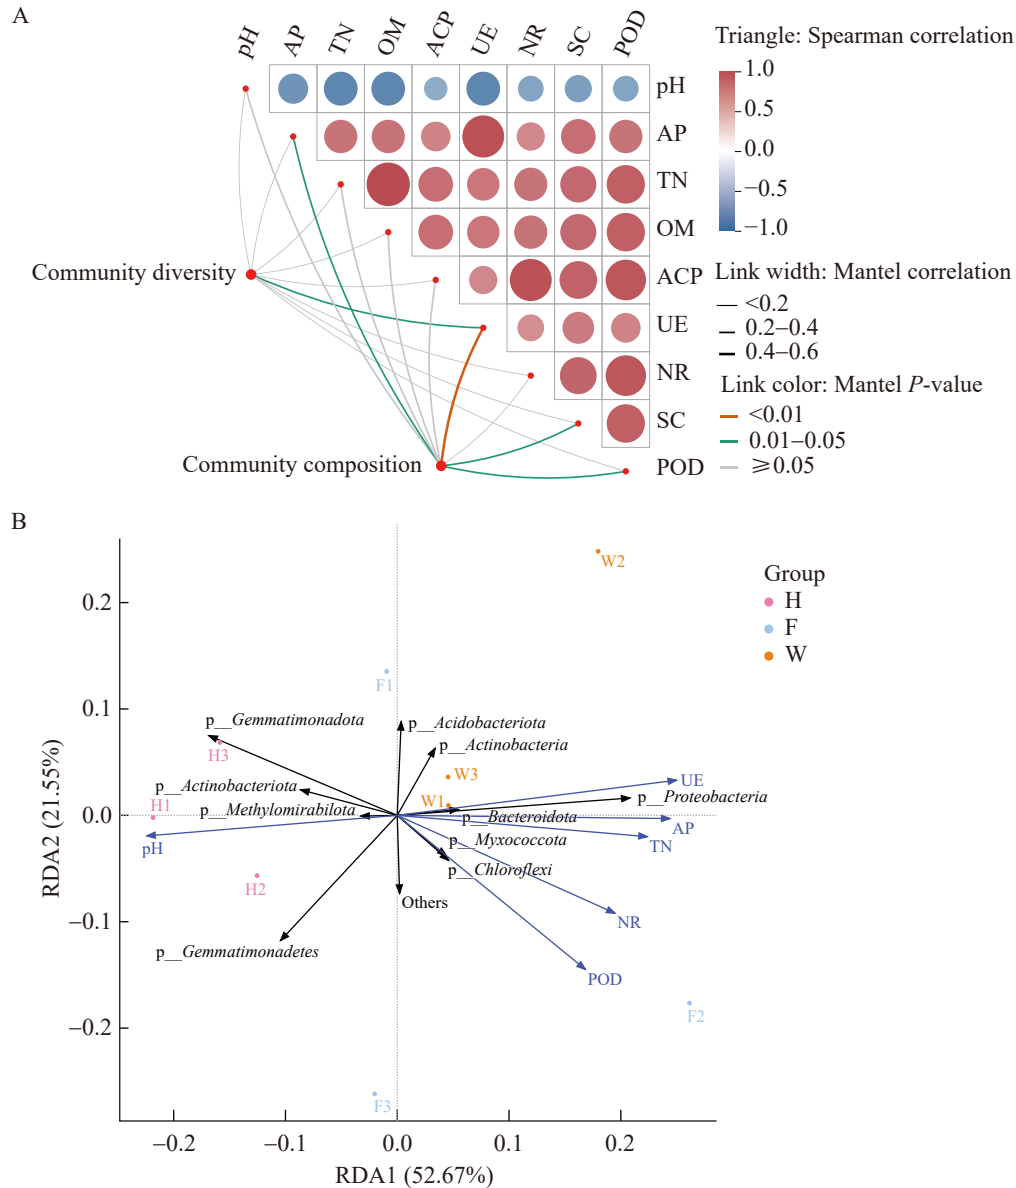 A
pH AP TN OM ACP UE NR SC POD
pH
AP
TN
OM
ACP
UE
NR
SC
POD
Community diversity
Community composition
Triangle: Spearman correlation
1.0
0.5
0.0
−0.5
−1.0
Link width: Mantel correlation
<0.2
0.2–0.4
0.4–0.6
Link color: Mantel P-value
<0.01
0.01–0.05
⩾0.05
B
W2
Group
H
F
W
0.2
0.1
0.0
−0.1
−0.2
RDA2 (21.55%)
F1
p__Gemmatimonadota
p__Acidobacteriota
H3
p__Actinobacteria
W3
p__Actinobacteriota
UE
H1
p__Methylomirabilota
W1
p__Proteobacteria
p__Bacteroidota
AP
pH
p__Myxococcota
TN
p__Chloroflexi
H2
Others
NR
p__Gemmatimonadetes
POD
F2
F3
−0.2 −0.1 0.0 0.1 0.2
RDA1 (52.67%)